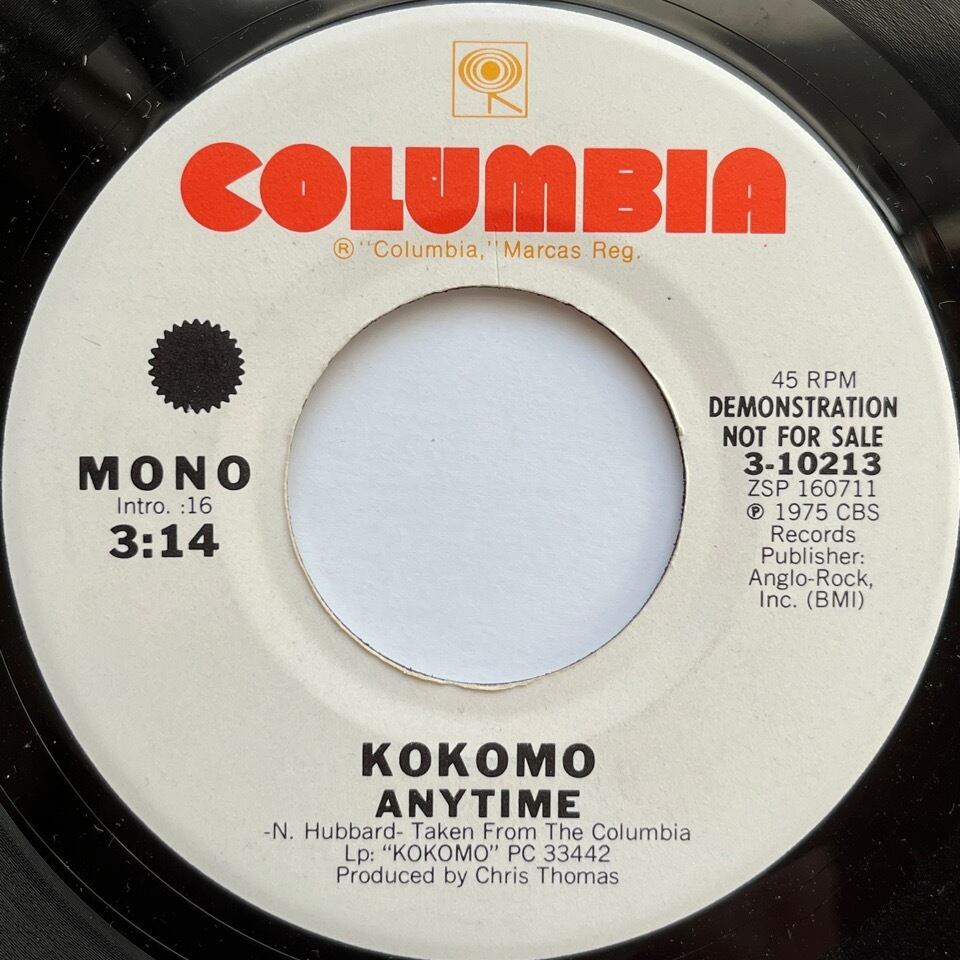 COLUMBIA
® "Columbia," Marcas Reg.
MONO
Intro. :16
3:14
45 RPM
DEMONSTRATION
NOT FOR SALE
3-10213
ZSP 160711
℗ 1975 CBS
Records
Publisher:
Anglo-Rock,
Inc. (BMI)
KOKOMO
ANYTIME
-N. Hubbard- Taken From The Columbia
Lp: "KOKOMO" PC 33442
Produced by Chris Thomas